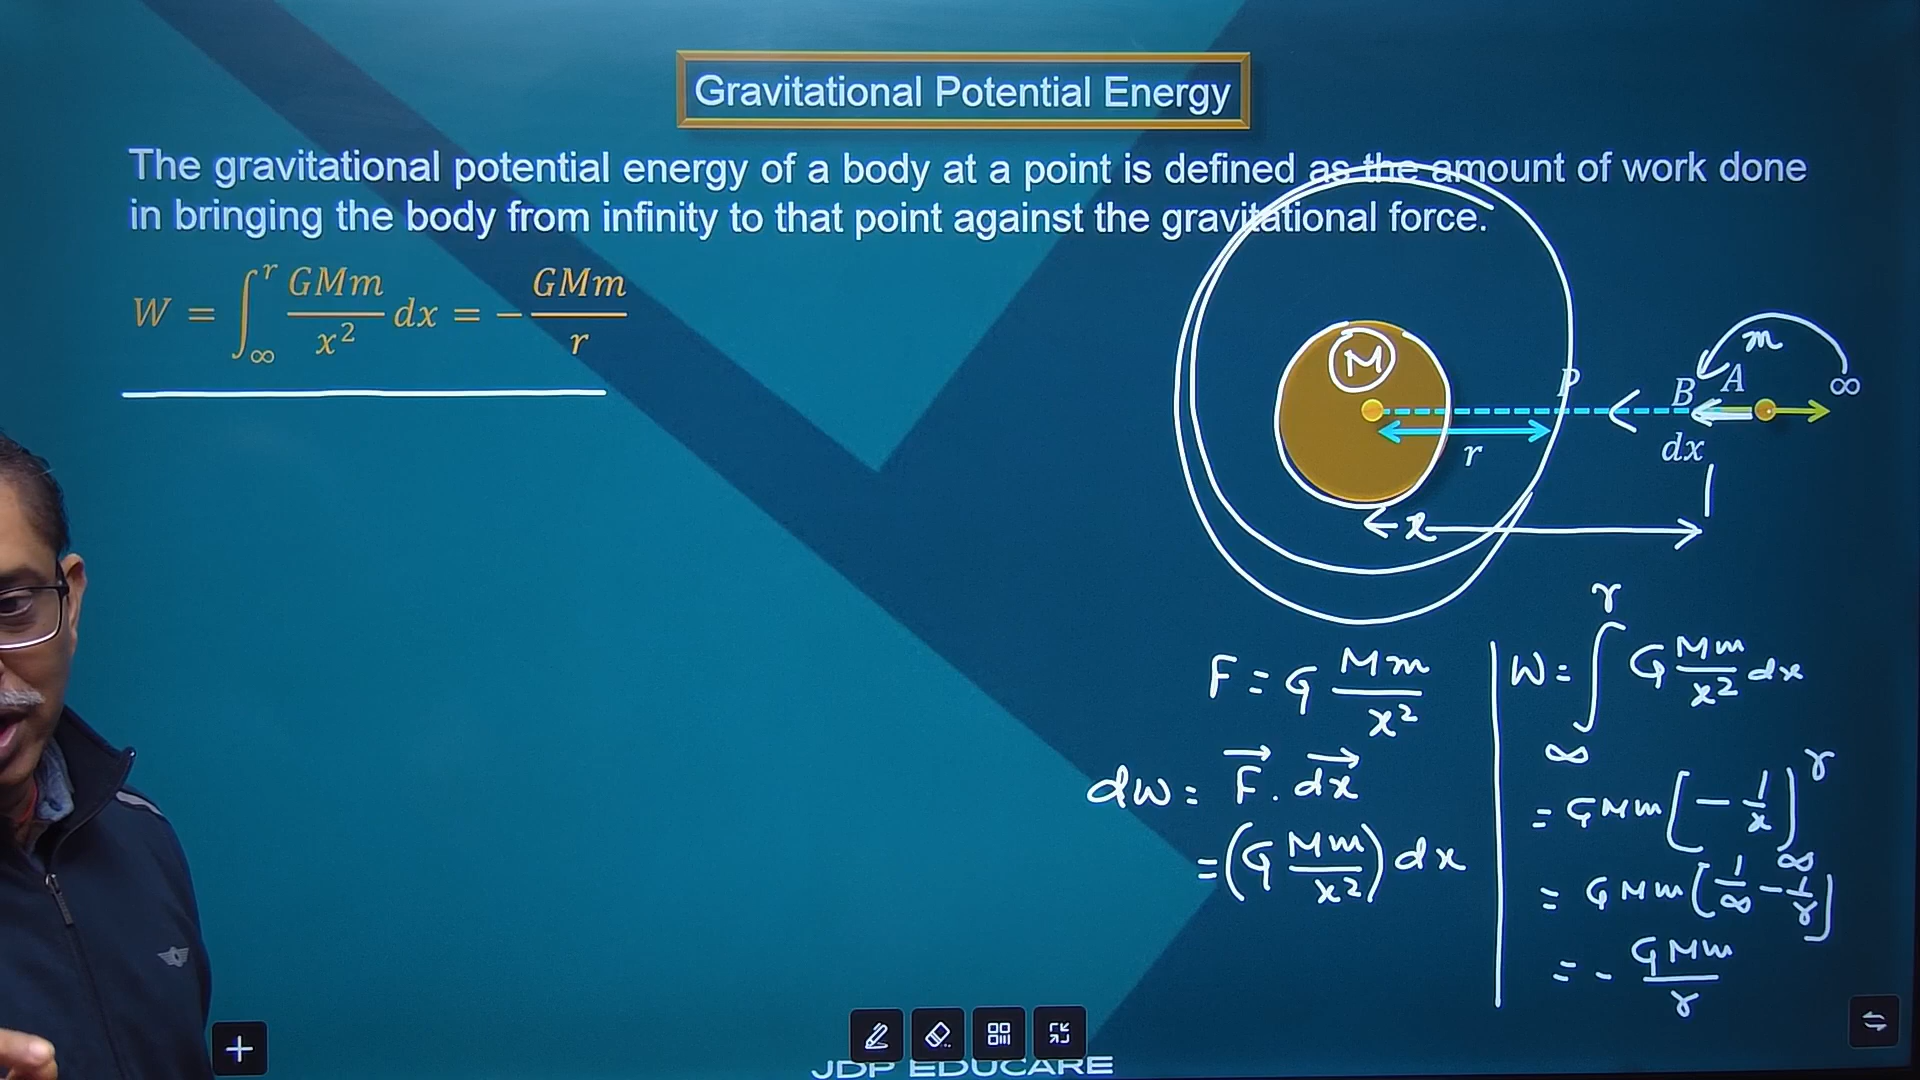 Gravitational Potential Energy
The gravitational potential energy of a body at a point is defined as the amount of work done
in bringing the body from infinity to that point against the gravitational force.
W = ∫_∞^r GMm/x² dx = − GMm/r
M
m
P
B A ∞
dx
r
x
F = G Mm/x²
dw = F⃗ . dx⃗
= (G Mm/x²) dx
W = ∫_∞^r G Mm/x² dx
= GMm [− 1/x]_∞^r
= GMm [1/∞ − 1/r]
= − GMm/r
JDP EDUCARE